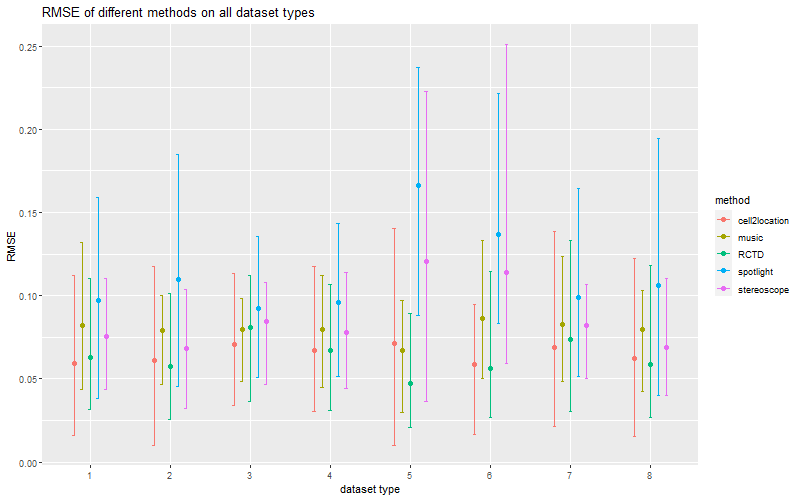 RMSE of different methods on all dataset types
RMSE
0.25
0.20
0.15
0.10
0.05
0.00
1 2 3 4 5 6 7 8
dataset type
method
cell2location
music
RCTD
spotlight
stereoscope